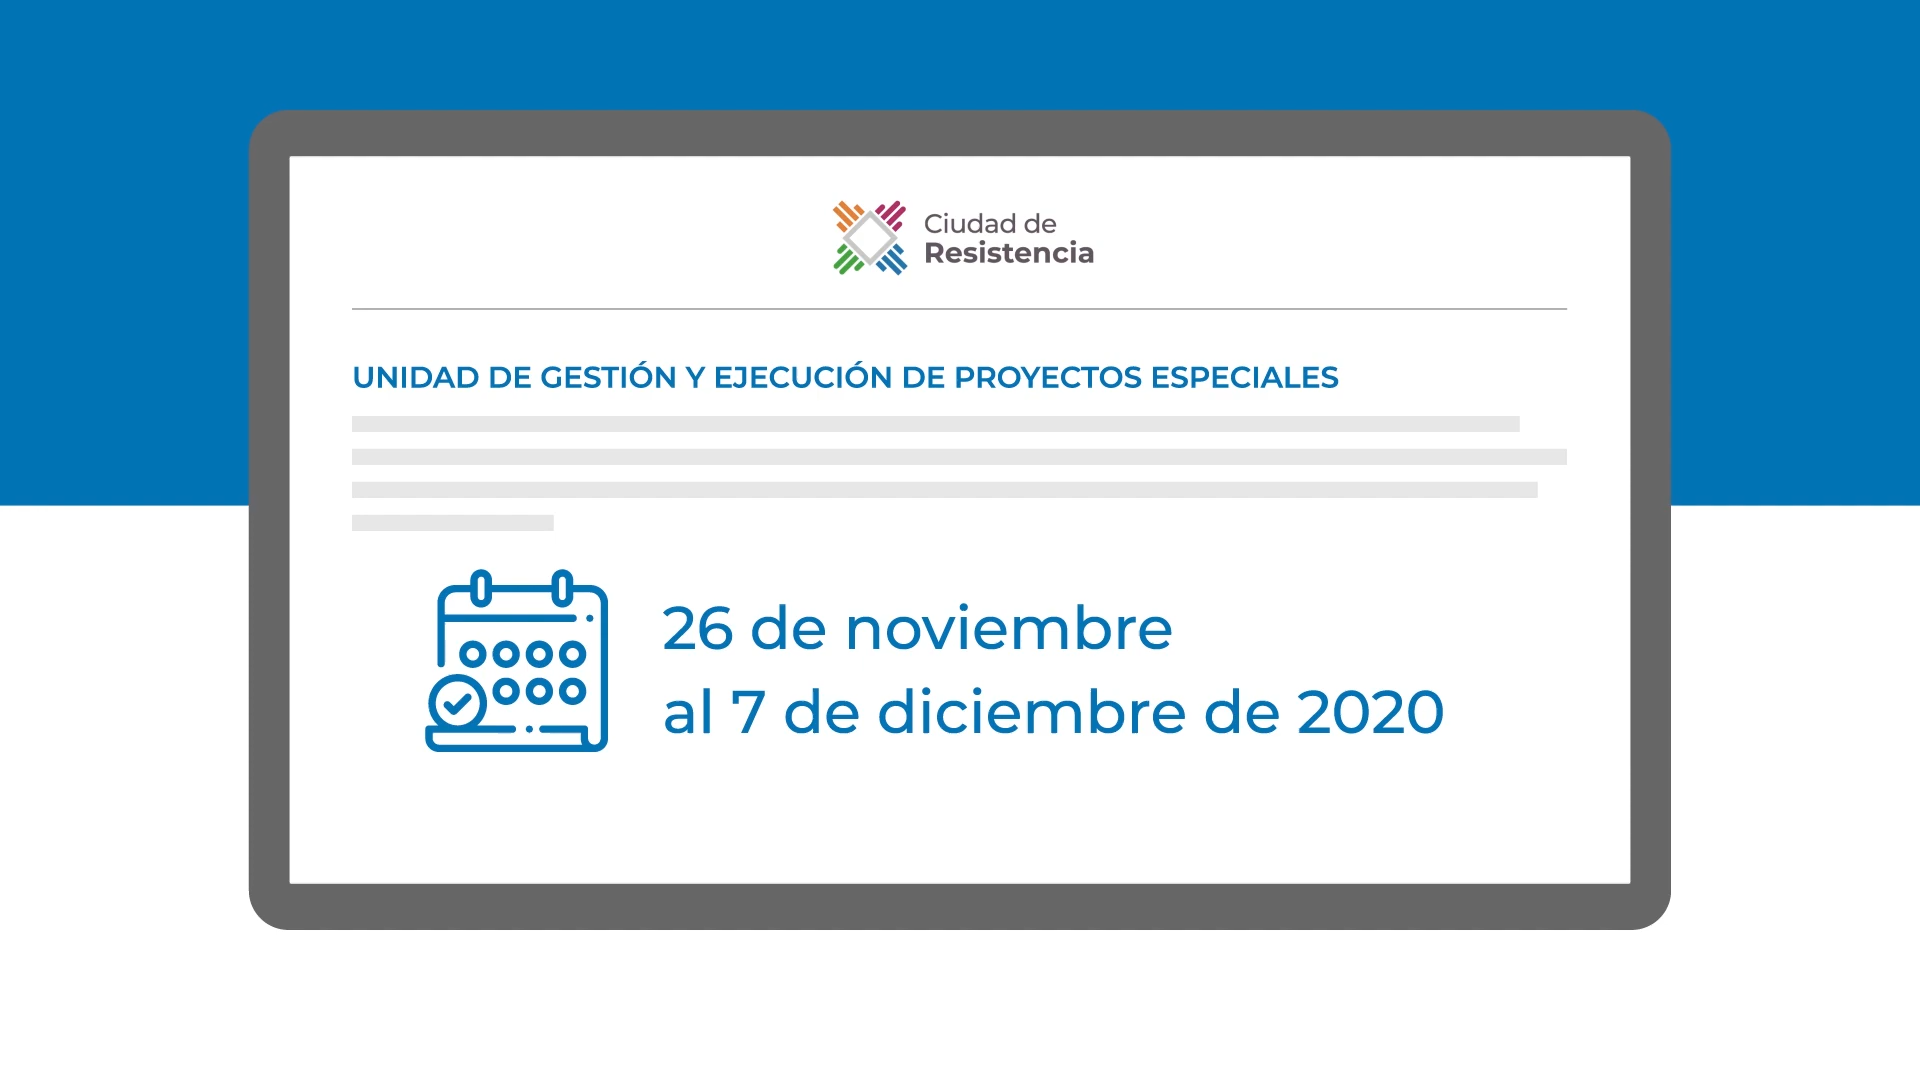 Ciudad de
Resistencia
UNIDAD DE GESTIÓN Y EJECUCIÓN DE PROYECTOS ESPECIALES
26 de noviembre
al 7 de diciembre de 2020